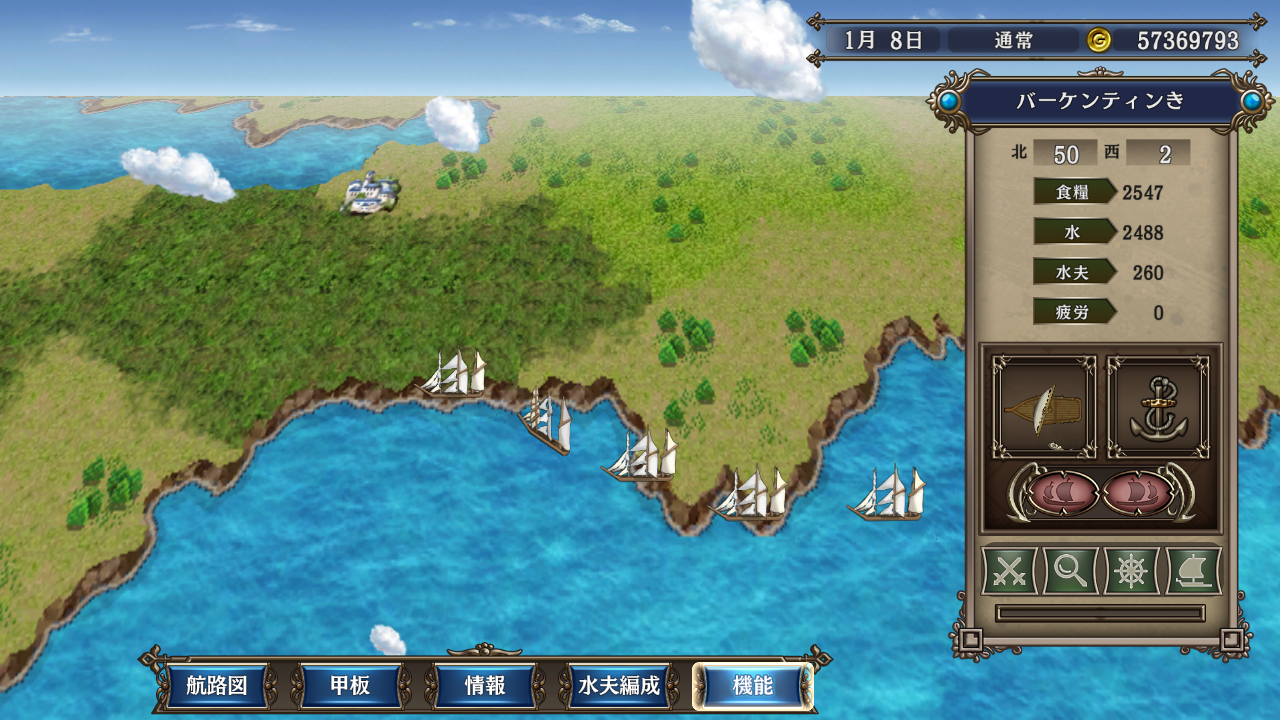 1月 8日 通常 G 57369793
バーケンティンき
北 50 西 2
食糧 2547
水 2488
水夫 260
疲労 0
航路図 甲板 情報 水夫編成 機能